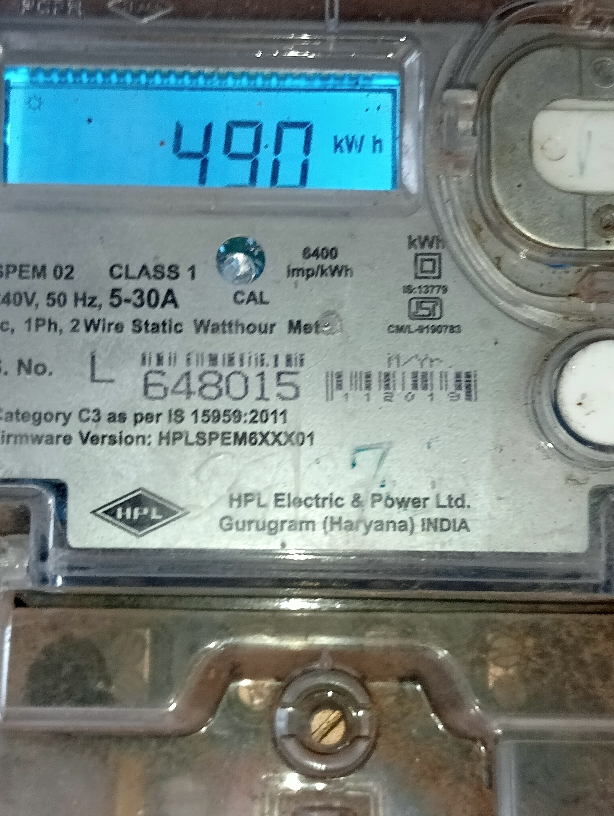 490 kWh
SPEM 02 CLASS 1
6400
imp/kWh
kWh
IS:13779
40V, 50 Hz, 5-30A
CAL
c, 1Ph, 2 Wire Static Watthour
CM/L-9190783
. No. L
648015
M/Yr.
112019
ategory C3 as per IS 15959:2011
irmware Version: HPLSPEM6XXX01
HPL
HPL Electric & Power Ltd.
Gurugram (Haryana) INDIA